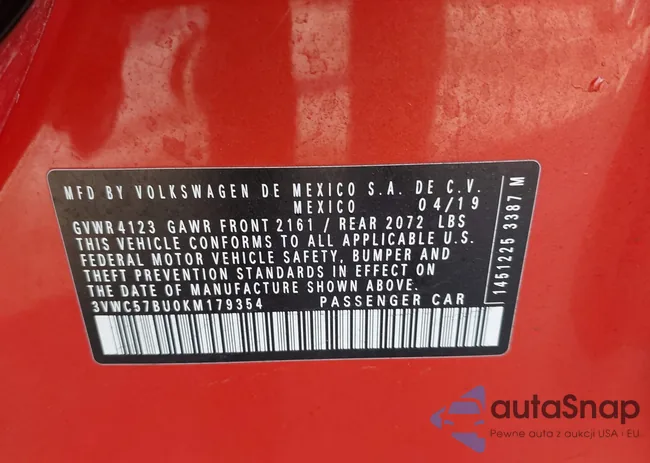 MFD BY VOLKSWAGEN DE MEXICO S.A. DE C.V.
MEXICO 04/19
GVWR 4123 GAWR FRONT 2161 / REAR 2072 LBS
THIS VEHICLE CONFORMS TO ALL APPLICABLE U.S.
FEDERAL MOTOR VEHICLE SAFETY, BUMPER AND
THEFT PREVENTION STANDARDS IN EFFECT ON
THE DATE OF MANUFACTURE SHOWN ABOVE.
3VWC57BU0KM179354 PASSENGER CAR
1451225 3387 M
autaSnap
Pewne auta z aukcji USA i EU